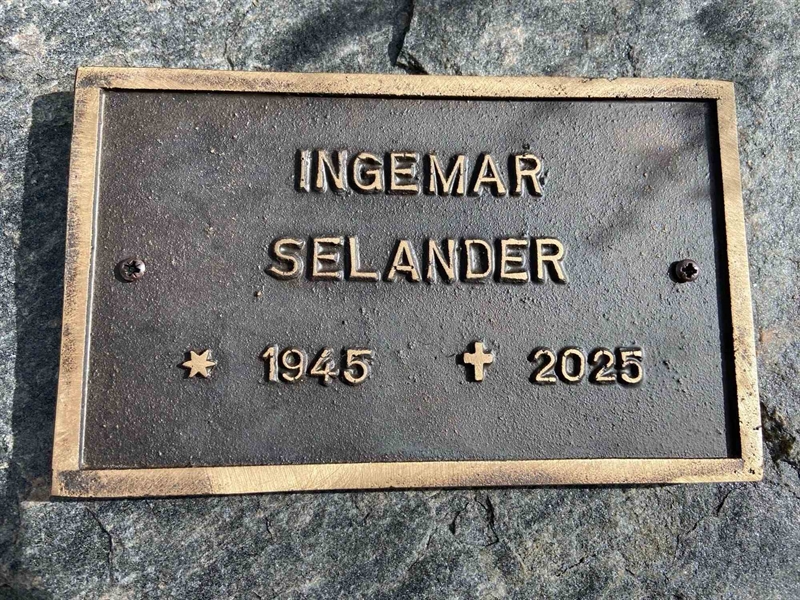 INGEMAR
SELANDER
✶ 1945 ✝ 2025